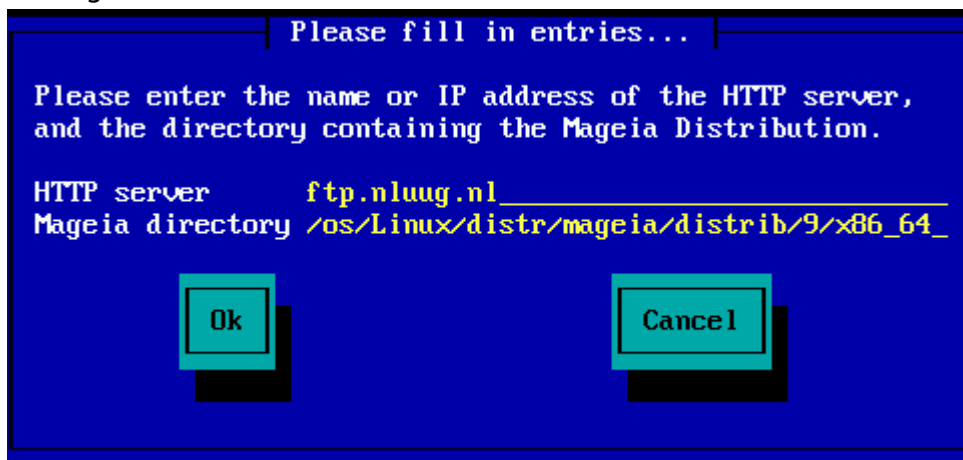 Please fill in entries...
Please enter the name or IP address of the HTTP server,
and the directory containing the Mageia Distribution.
HTTP server ftp.nluug.nl
Mageia directory /os/Linux/distr/mageia/distrib/9/x86_64_
Ok Cancel